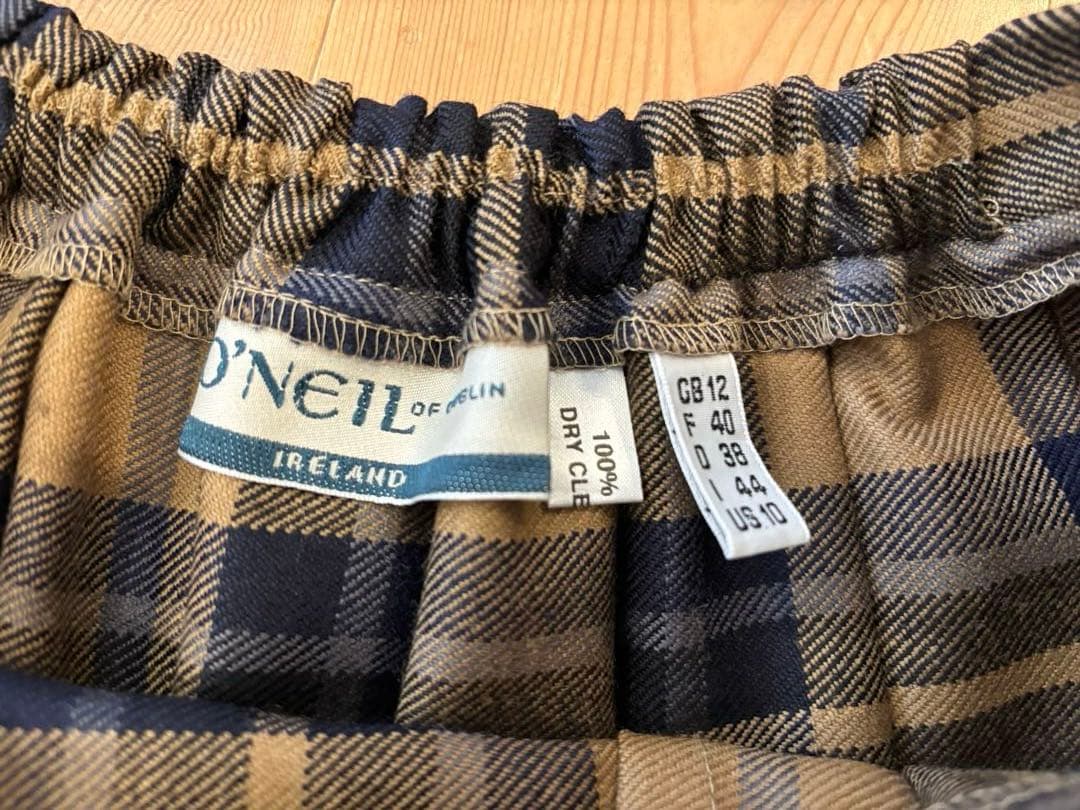 O'NEIL OF DUBLIN
IRELAND
100%
DRY CLE
GB 12
F 40
D 38
I 44
US 10